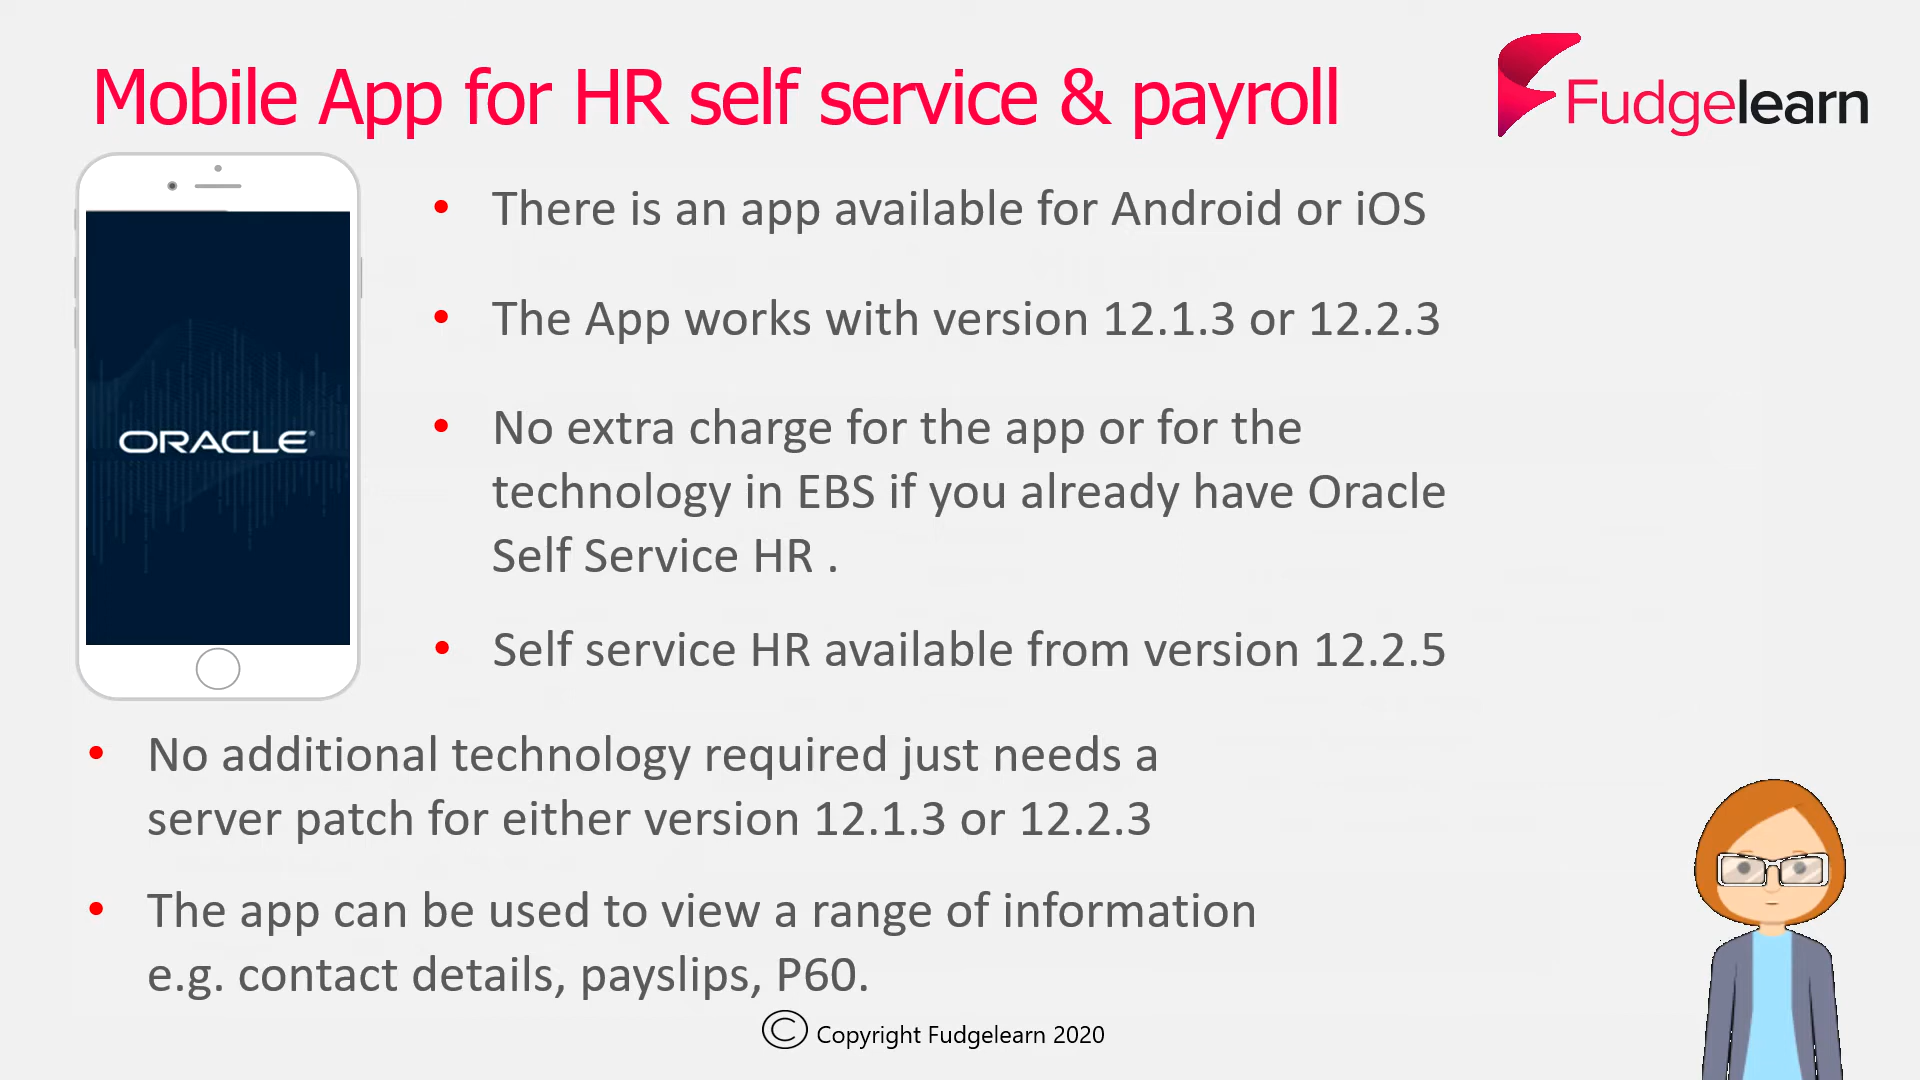 Mobile App for HR self service & payroll
Fudgelearn
• There is an app available for Android or iOS
• The App works with version 12.1.3 or 12.2.3
• No extra charge for the app or for the
technology in EBS if you already have Oracle
Self Service HR .
ORACLE®
• Self service HR available from version 12.2.5
• No additional technology required just needs a
server patch for either version 12.1.3 or 12.2.3
• The app can be used to view a range of information
e.g. contact details, payslips, P60.
© Copyright Fudgelearn 2020